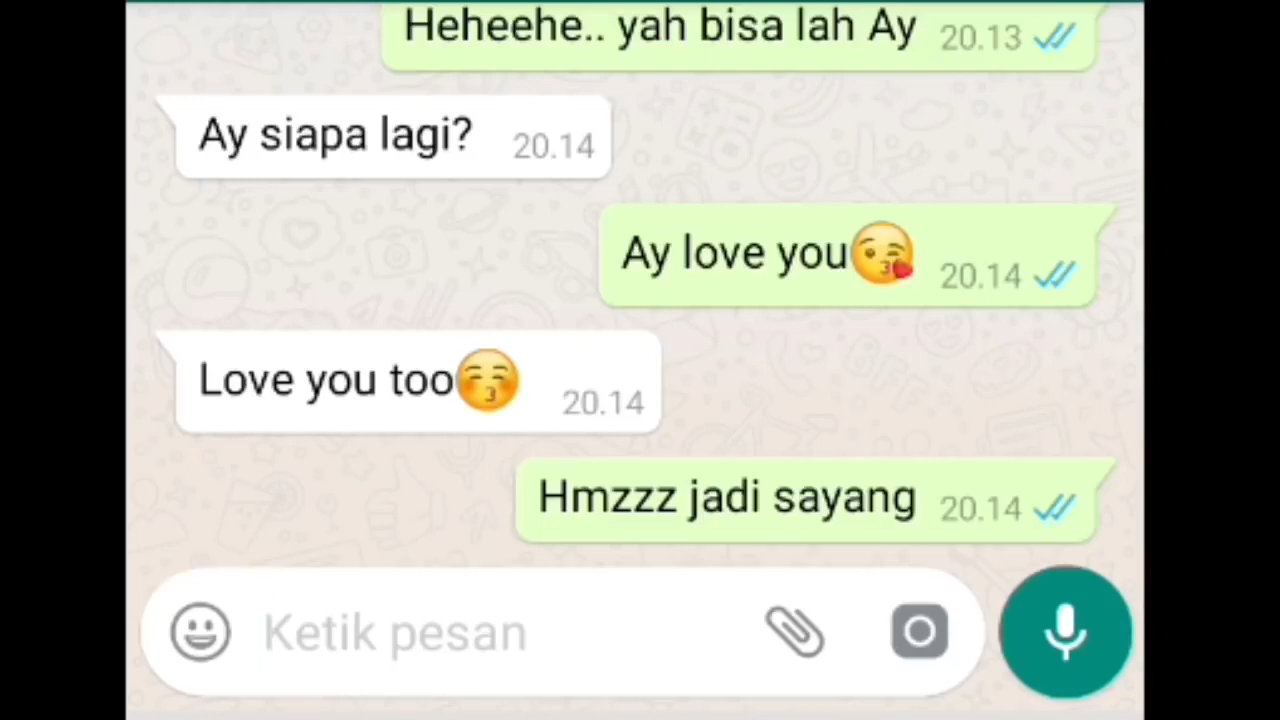 Heheehe.. yah bisa lah Ay 20.13
Ay siapa lagi? 20.14
Ay love you😘 20.14
Love you too😚 20.14
Hmzzz jadi sayang 20.14
Ketik pesan